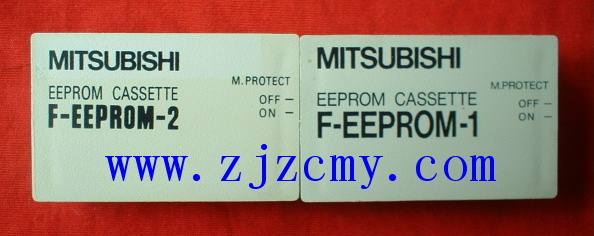 MITSUBISHI
EEPROM CASSETTE
F-EEPROM-2
M.PROTECT
OFF –
ON –
MITSUBISHI
EEPROM CASSETTE
F-EEPROM-1
M.PROTECT
OFF –
ON –
www.zjzcmy.com